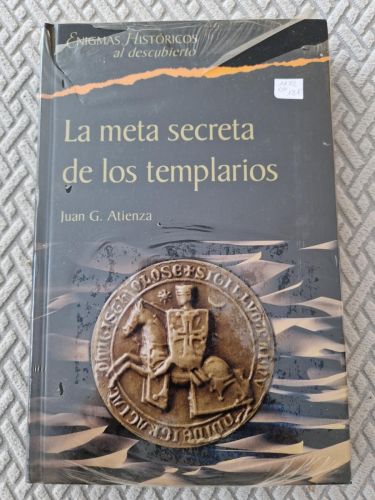 ENIGMAS HISTÓRICOS
al descubierto
La meta secreta
de los templarios
Juan G. Atienza